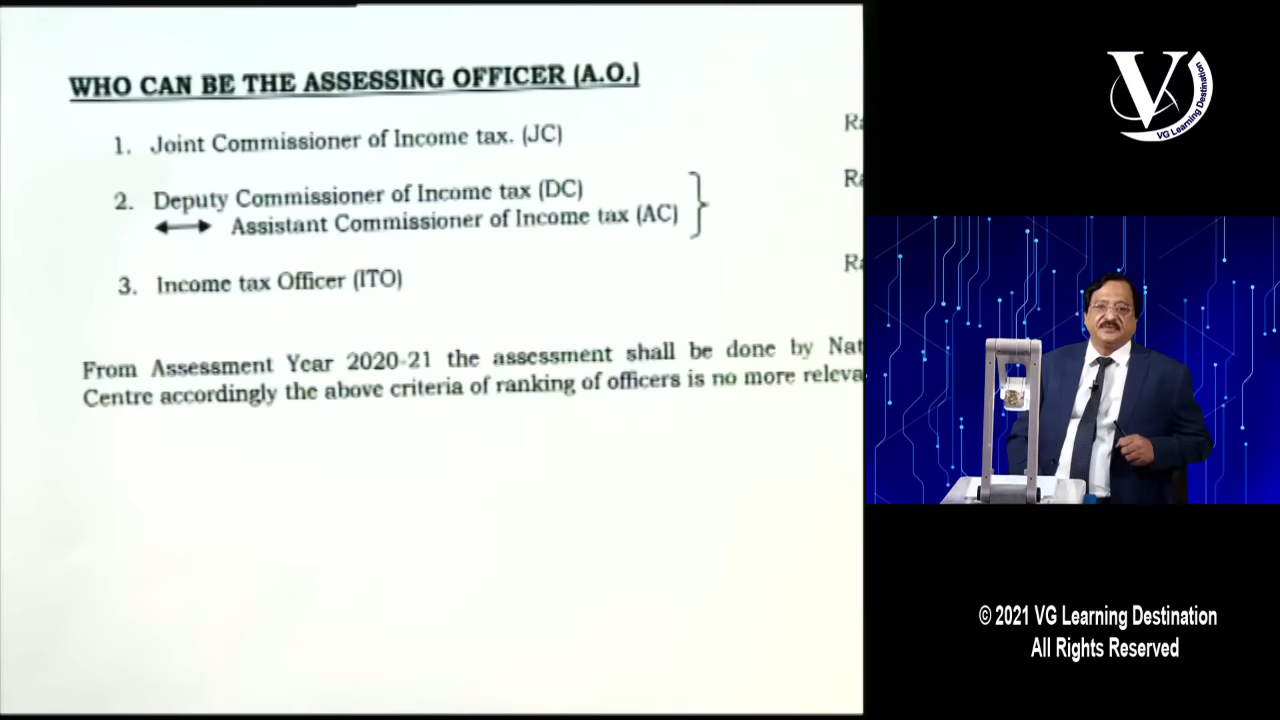 WHO CAN BE THE ASSESSING OFFICER (A.O.)
1. Joint Commissioner of Income tax. (JC)
2. Deputy Commissioner of Income tax (DC)
Assistant Commissioner of Income tax (AC)
3. Income tax Officer (ITO)
From Assessment Year 2020-21 the assessment shall be done by
Centre accordingly the above criteria of ranking of officers is no more
V
VG Learning Destination
© 2021 VG Learning Destination
All Rights Reserved